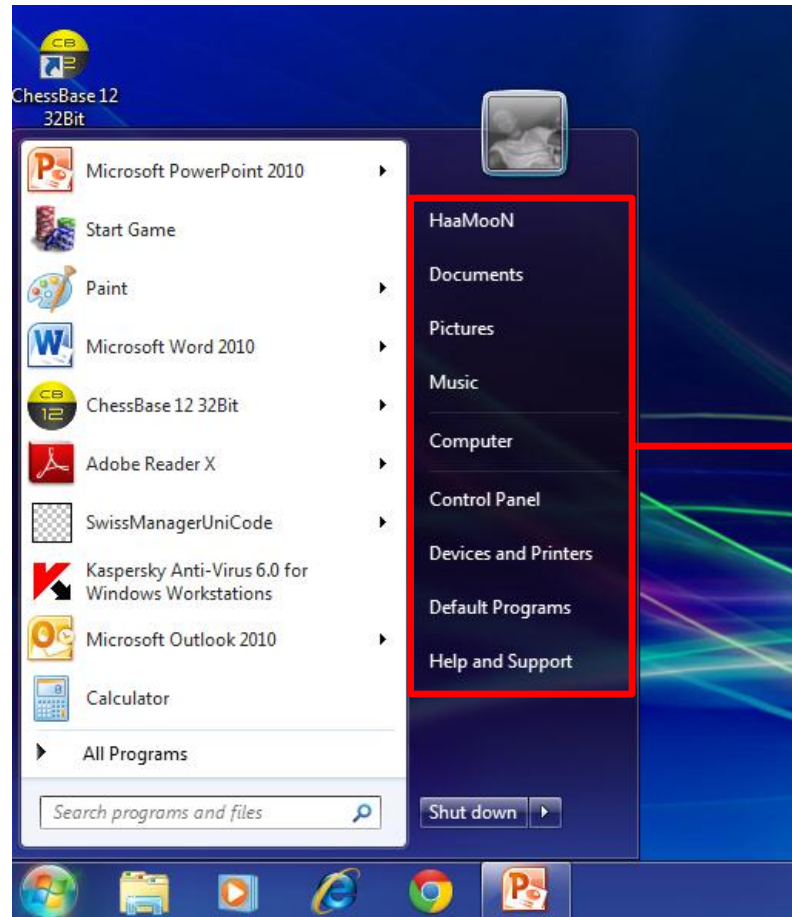 CB
2
ChessBase 12
32Bit
Microsoft PowerPoint 2010
Start Game
Paint
Microsoft Word 2010
CB
12
ChessBase 12 32Bit
Adobe Reader X
SwissManagerUniCode
Kaspersky Anti-Virus 6.0 for
Windows Workstations
Microsoft Outlook 2010
Calculator
All Programs
Search programs and files
HaaMooN
Documents
Pictures
Music
Computer
Control Panel
Devices and Printers
Default Programs
Help and Support
Shut down